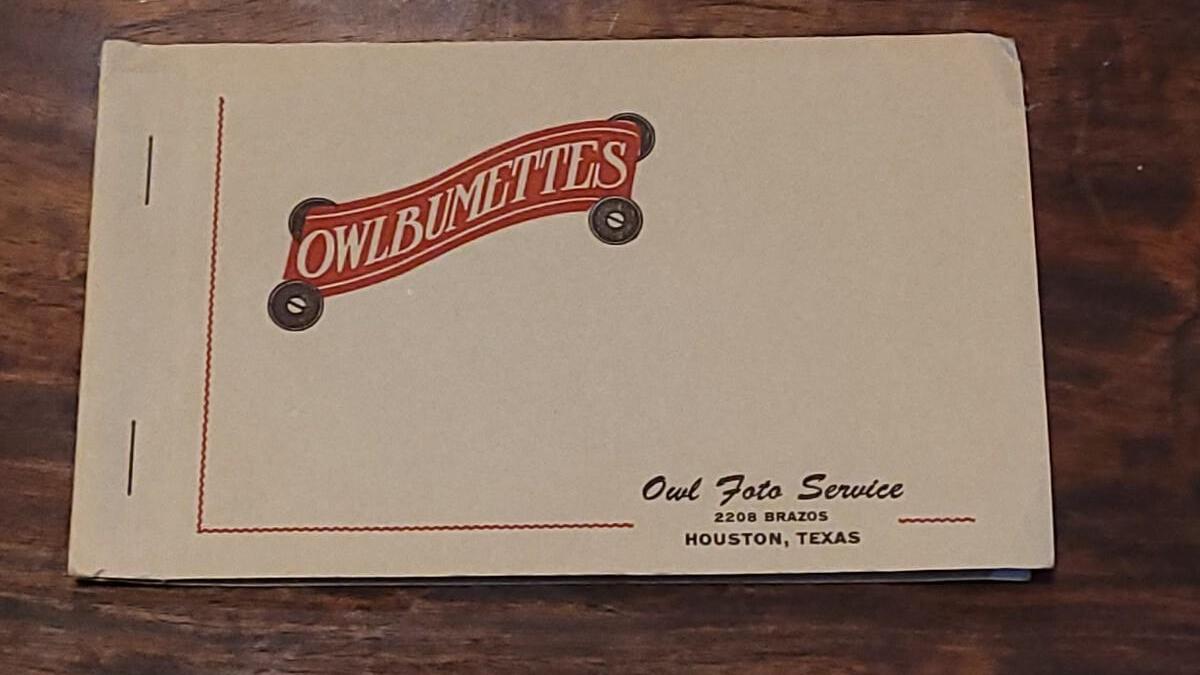 OWLBUMETTES
Owl Foto Service
2208 BRAZOS
HOUSTON, TEXAS